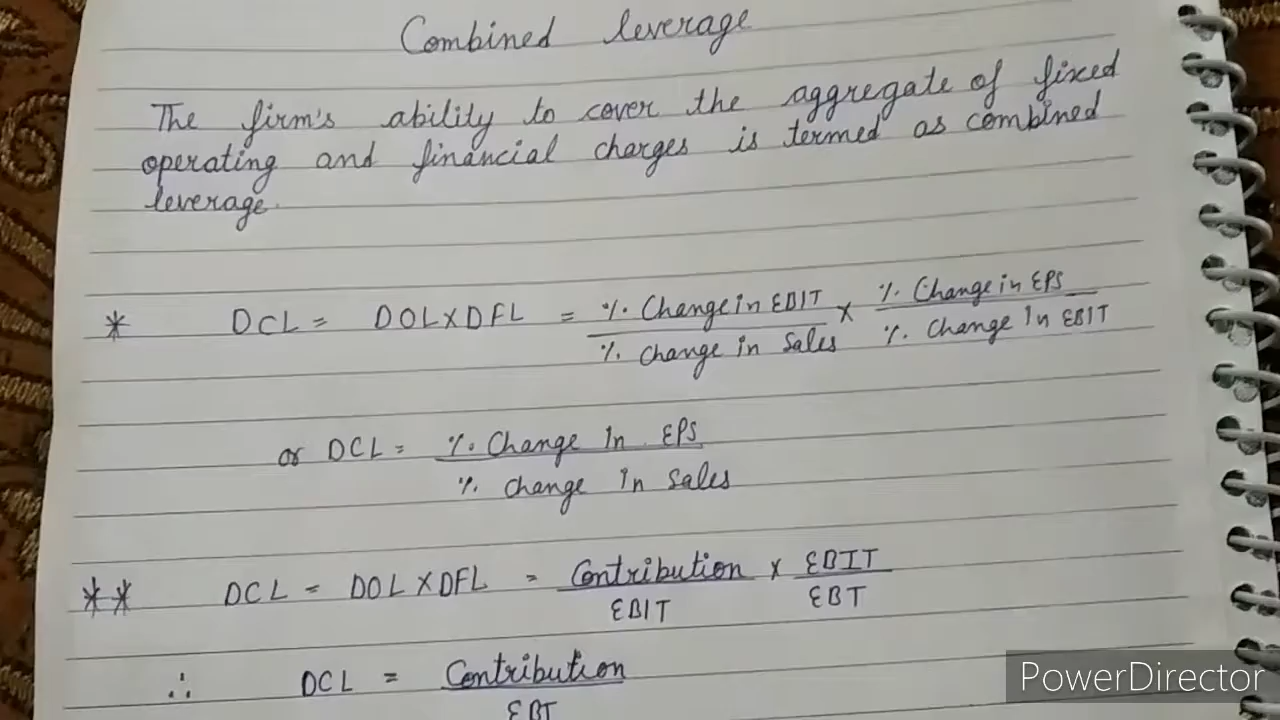 Combined leverage
The firm's ability to cover the aggregate of fixed
operating and financial charges is termed as combined
leverage.
* DCL = DOL X DFL = %. Change in EBIT / %. Change in Sales X %. Change in EPS / %. Change In EBIT
or DCL = %. Change In EPS / %. Change In Sales
** DCL = DOL X DFL = Contribution / EBIT X EBIT / EBT
∴ DCL = Contribution / EBT
PowerDirector